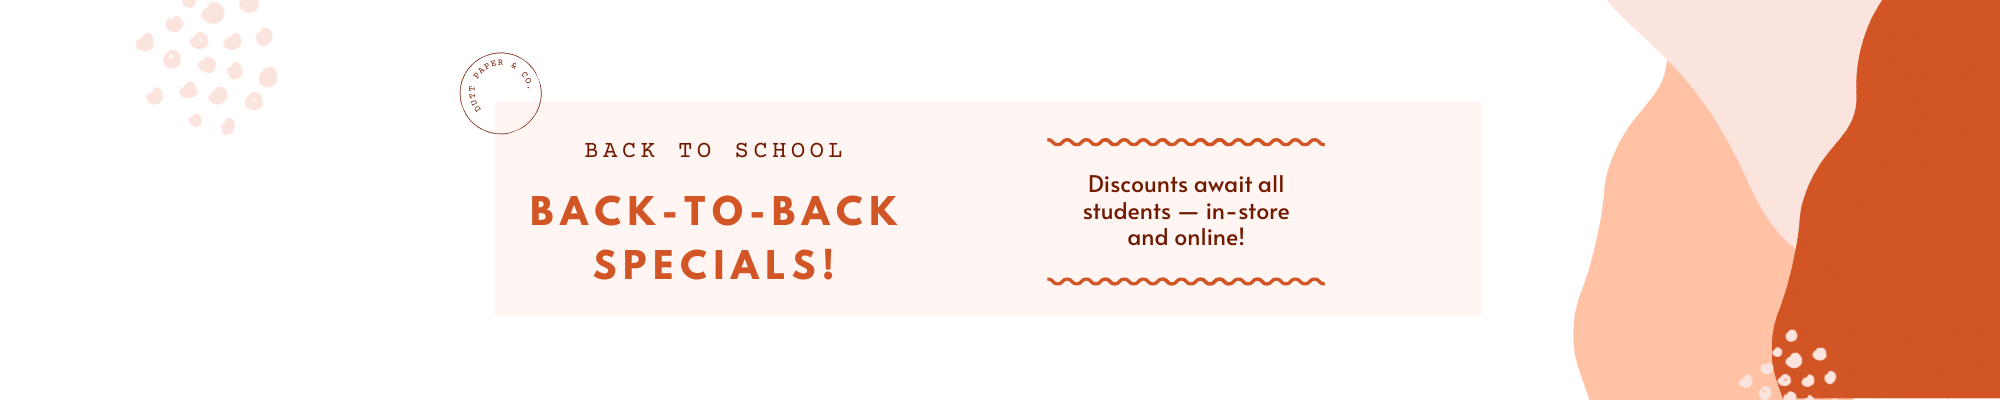 DUTT PAPER & CO.
BACK TO SCHOOL
BACK-TO-BACK
SPECIALS!
Discounts await all
students — in-store
and online!